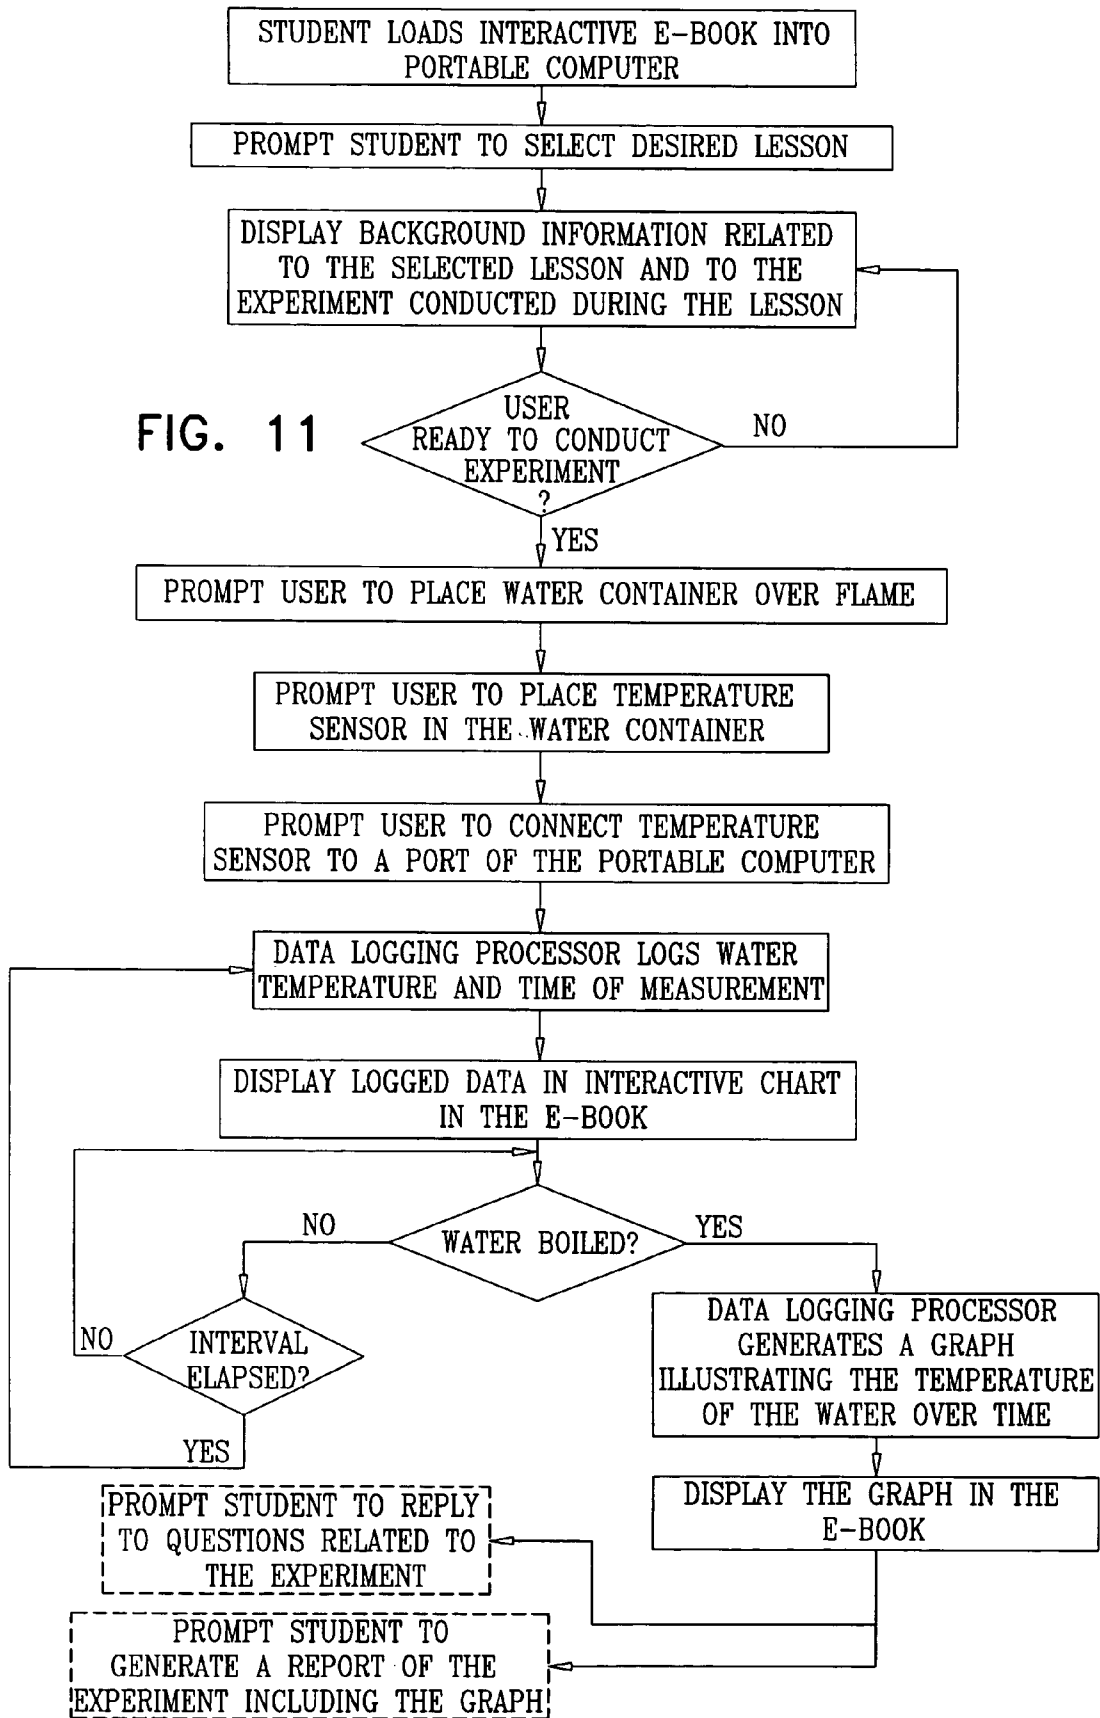 STUDENT LOADS INTERACTIVE E-BOOK INTO
PORTABLE COMPUTER
PROMPT STUDENT TO SELECT DESIRED LESSON
DISPLAY BACKGROUND INFORMATION RELATED
TO THE SELECTED LESSON AND TO THE
EXPERIMENT CONDUCTED DURING THE LESSON
FIG. 11
USER
READY TO CONDUCT
EXPERIMENT
?
NO
YES
PROMPT USER TO PLACE WATER CONTAINER OVER FLAME
PROMPT USER TO PLACE TEMPERATURE
SENSOR IN THE WATER CONTAINER
PROMPT USER TO CONNECT TEMPERATURE
SENSOR TO A PORT OF THE PORTABLE COMPUTER
DATA LOGGING PROCESSOR LOGS WATER
TEMPERATURE AND TIME OF MEASUREMENT
DISPLAY LOGGED DATA IN INTERACTIVE CHART
IN THE E-BOOK
WATER BOILED?
NO
YES
INTERVAL
ELAPSED?
NO
YES
DATA LOGGING PROCESSOR
GENERATES A GRAPH
ILLUSTRATING THE TEMPERATURE
OF THE WATER OVER TIME
DISPLAY THE GRAPH IN THE
E-BOOK
PROMPT STUDENT TO REPLY
TO QUESTIONS RELATED TO
THE EXPERIMENT
PROMPT STUDENT TO
GENERATE A REPORT OF THE
EXPERIMENT INCLUDING THE GRAPH